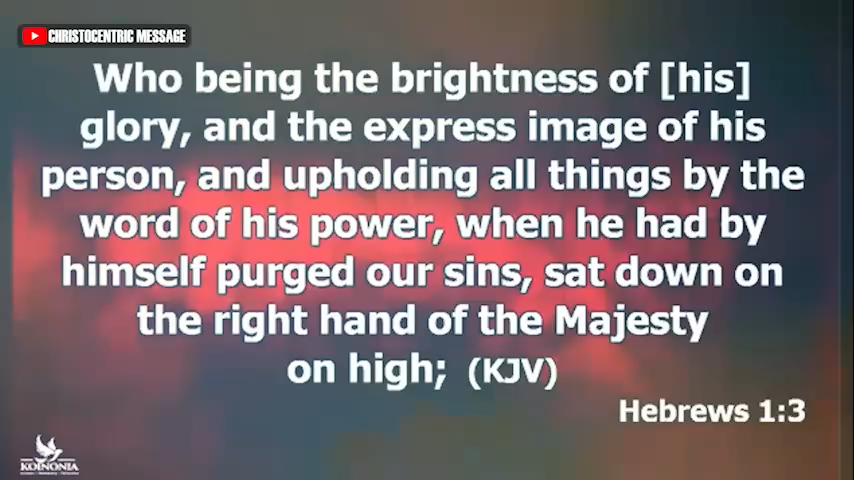 CHRISTOCENTRIC MESSAGE
Who being the brightness of [his]
glory, and the express image of his
person, and upholding all things by the
word of his power, when he had by
himself purged our sins, sat down on
the right hand of the Majesty
on high; (KJV)
Hebrews 1:3
KOINONIA